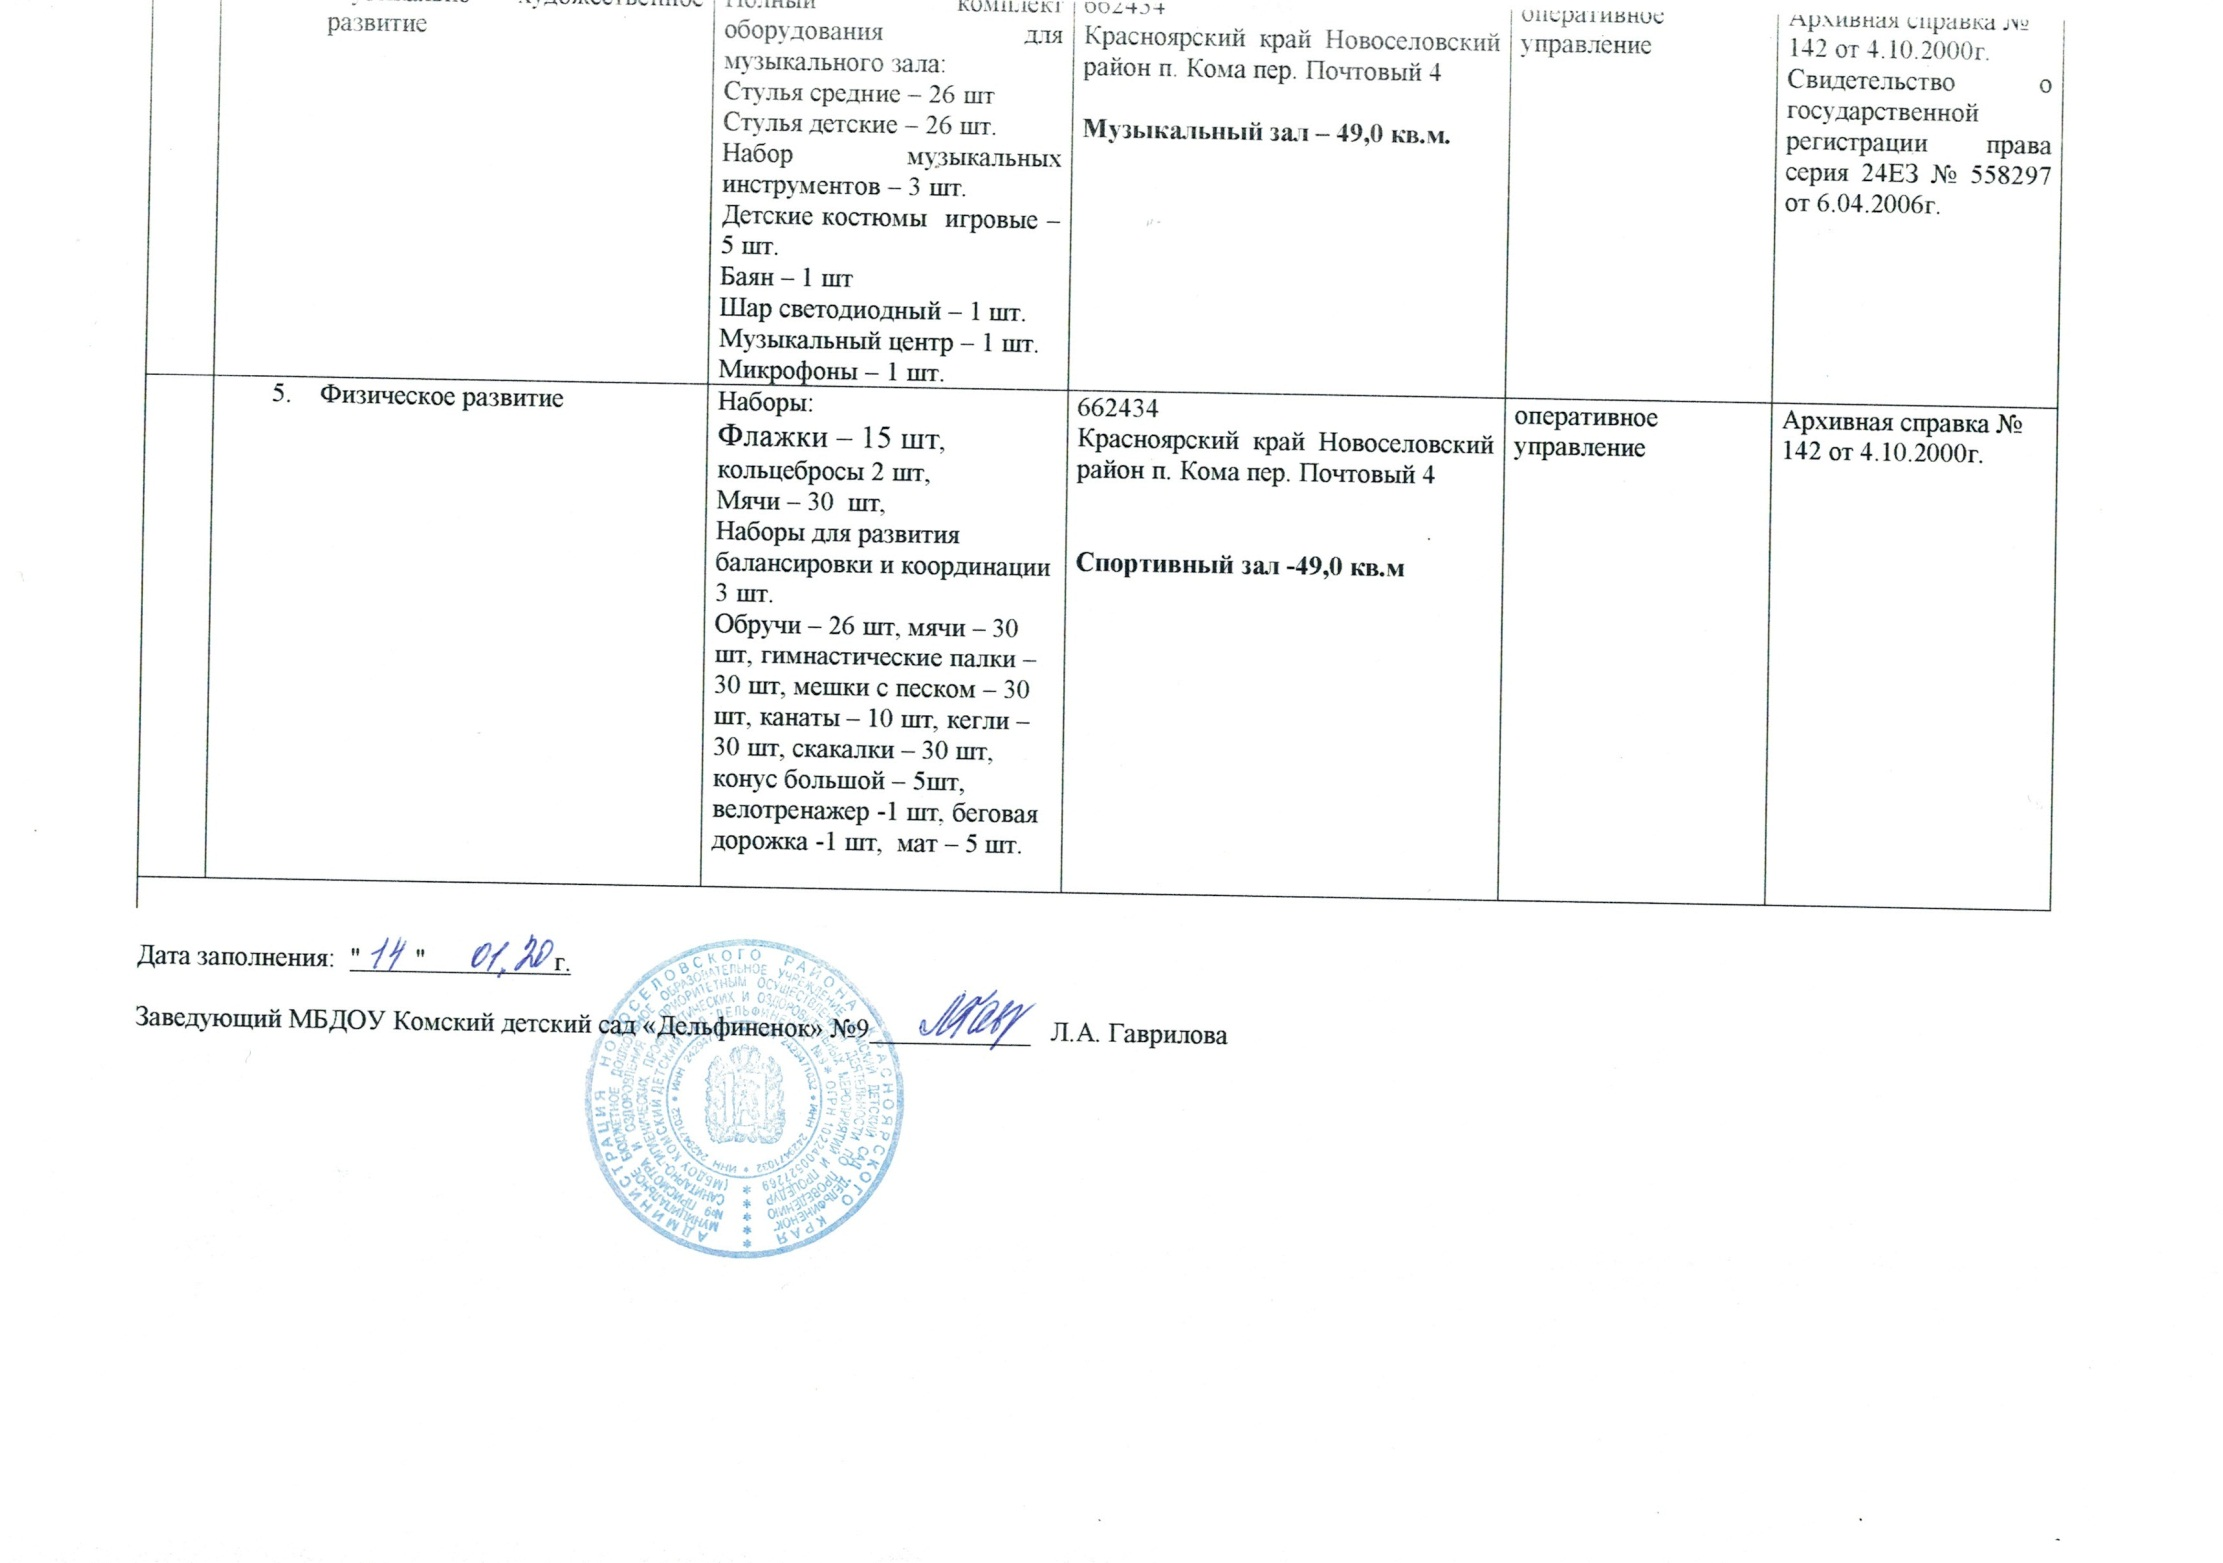 художественное
развитие
Полный комплект
оборудования для
музыкального зала:
Стулья средние – 26 шт
Стулья детские – 26 шт.
Набор музыкальных
инструментов – 3 шт.
Детские костюмы игровые –
5 шт.
Баян – 1 шт
Шар светодиодный – 1 шт.
Музыкальный центр – 1 шт.
Микрофоны – 1 шт.
662434
Красноярский край Новоселовский
район п. Кома пер. Почтовый 4
Музыкальный зал – 49,0 кв.м.
оперативное
управление
Архивная справка №
142 от 4.10.2000г.
Свидетельство о
государственной
регистрации права
серия 24ЕЗ № 558297
от 6.04.2006г.
5. Физическое развитие
Наборы:
Флажки – 15 шт,
кольцебросы 2 шт,
Мячи – 30 шт,
Наборы для развития
балансировки и координации
3 шт.
Обручи – 26 шт, мячи – 30
шт, гимнастические палки –
30 шт, мешки с песком – 30
шт, канаты – 10 шт, кегли –
30 шт, скакалки – 30 шт,
конус большой – 5шт,
велотренажер -1 шт, беговая
дорожка -1 шт, мат – 5 шт.
662434
Красноярский край Новоселовский
район п. Кома пер. Почтовый 4
Спортивный зал -49,0 кв.м
оперативное
управление
Архивная справка №
142 от 4.10.2000г.
Дата заполнения: "14" 01.20 г.
Заведующий МБДОУ Комский детский сад «Дельфиненок» №9 Л.А. Гаврилова
АДМИНИСТРАЦИЯ НОВОСЕЛОВСКОГО РАЙОНА КРАСНОЯРСКОГО КРАЯ